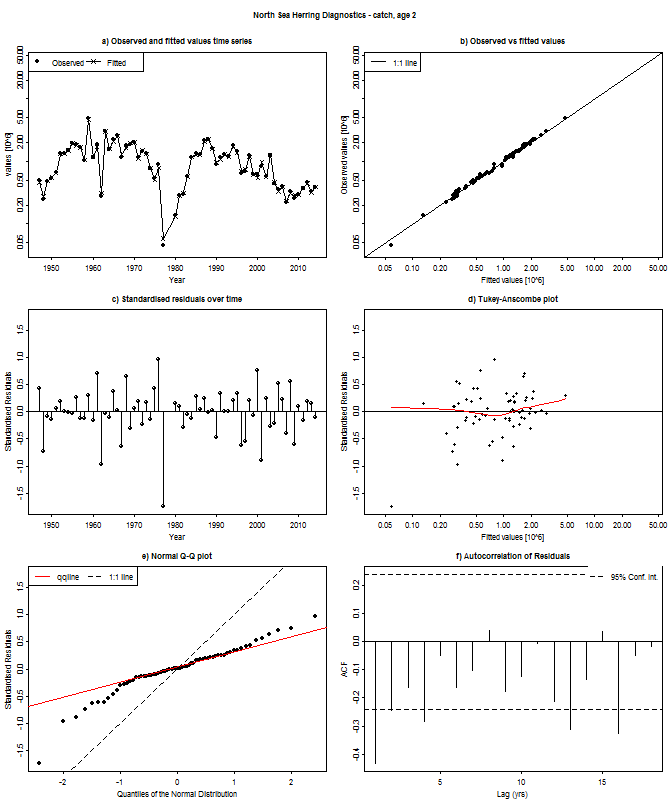 North Sea Herring Diagnostics - catch, age 2
a) Observed and fitted values time series
values [10^6]
0.05 0.20 0.50 2.00 5.00 20.00
Observed Fitted
1950 1960 1970 1980 1990 2000 2010
Year
b) Observed vs fitted values
Observed values [10^6]
0.05 0.20 0.50 2.00 5.00 20.00
1:1 line
0.05 0.10 0.20 0.50 1.00 2.00 5.00 10.00 20.00 50.00
Fitted values [10^6]
c) Standardised residuals over time
Standardised Residuals
-1.5 -1.0 -0.5 0.0 0.5 1.0 1.5
1950 1960 1970 1980 1990 2000 2010
Year
d) Tukey-Anscombe plot
Standardised Residuals
-1.5 -1.0 -0.5 0.0 0.5 1.0 1.5
0.05 0.10 0.20 0.50 1.00 2.00 5.00 10.00 20.00 50.00
Fitted values [10^6]
e) Normal Q-Q plot
Standardised Residuals
-1.5 -1.0 -0.5 0.0 0.5 1.0 1.5
qqline 1:1 line
-2 -1 0 1 2
Quantiles of the Normal Distribution
f) Autocorrelation of Residuals
ACF
-0.4 -0.3 -0.2 -0.1 0.0 0.1 0.2
95% Conf. Int.
5 10 15
Lag (yrs)